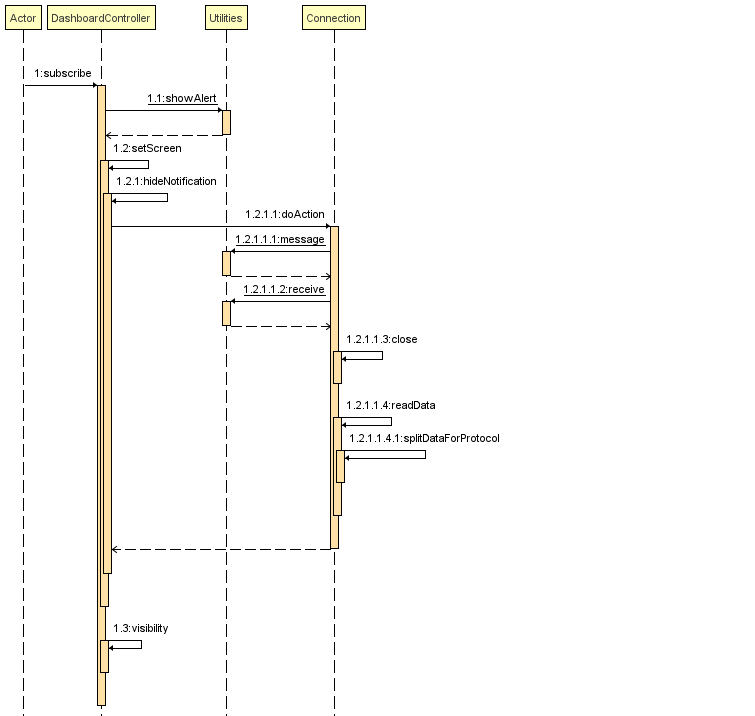 Actor
DashboardController
Utilities
Connection
1:subscribe
1.1:showAlert
1.2:setScreen
1.2.1:hideNotification
1.2.1.1:doAction
1.2.1.1.1:message
1.2.1.1.2:receive
1.2.1.1.3:close
1.2.1.1.4:readData
1.2.1.1.4.1:splitDataForProtocol
1.3:visibility